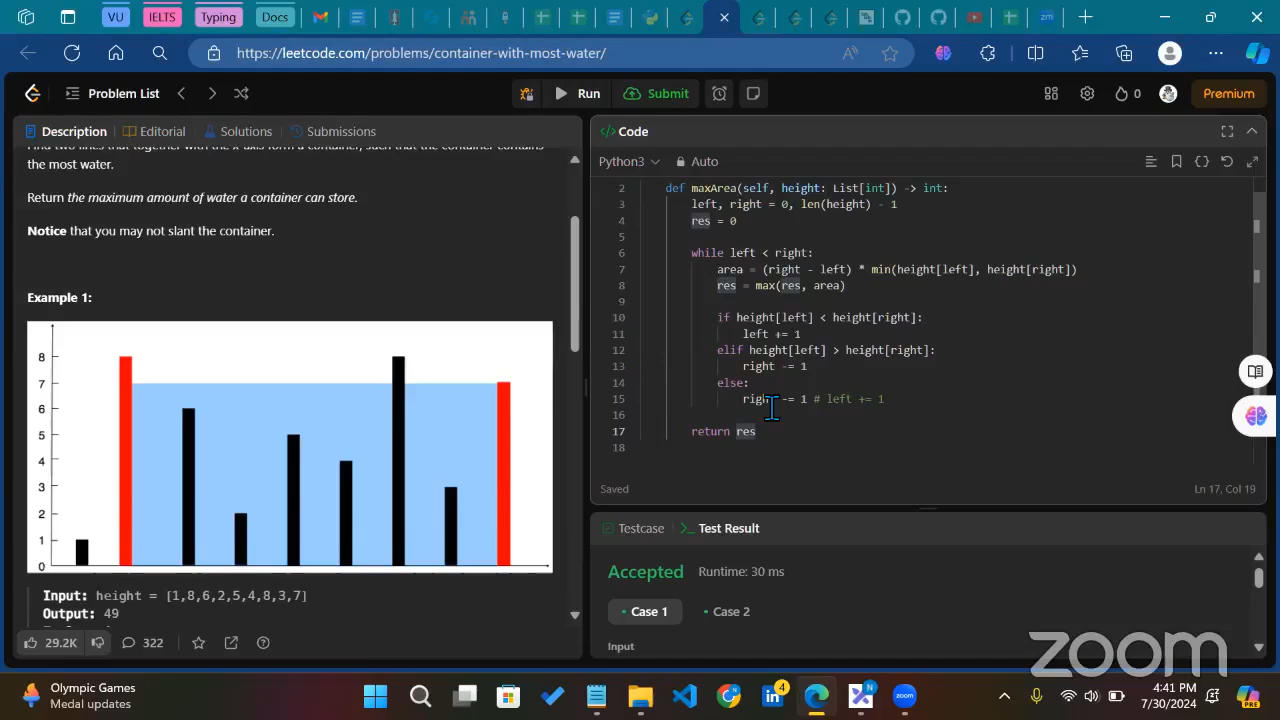 VU
IELTS
Typing
Docs
zm
https://leetcode.com/problems/container-with-most-water/
Problem List
Run
Submit
0
Premium
Description
Editorial
Solutions
Submissions
Code
Python3
Auto
the most water.
Return the maximum amount of water a container can store.
Notice that you may not slant the container.
Example 1:
8
7
6
5
4
3
2
1
0
Input: height = [1,8,6,2,5,4,8,3,7]
Output: 49
29.2K
322
2 def maxArea(self, height: List[int]) -> int:
3 left, right = 0, len(height) - 1
4 res = 0
5
6 while left < right:
7 area = (right - left) * min(height[left], height[right])
8 res = max(res, area)
9
10 if height[left] < height[right]:
11 left += 1
12 elif height[left] > height[right]:
13 right -= 1
14 else:
15 right -= 1 # left += 1
16
17 return res
18
Saved
Ln 17, Col 19
Testcase
Test Result
Accepted
Runtime: 30 ms
Case 1
Case 2
Input
zoom
Olympic Games
Medal updates
4
zoom
4:41 PM
7/30/2024
PRE